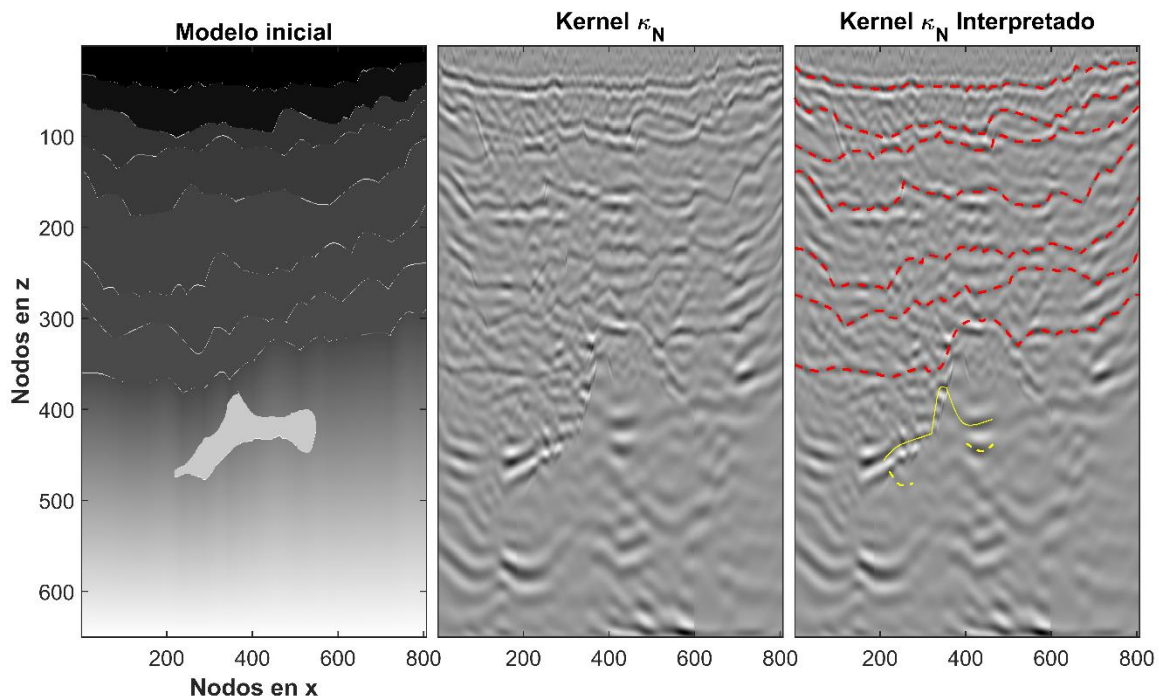 Modelo inicial
Kernel κN
Kernel κN Interpretado
Nodos en z
100
200
300
400
500
600
200 400 600 800
200 400 600 800
200 400 600 800
Nodos en x